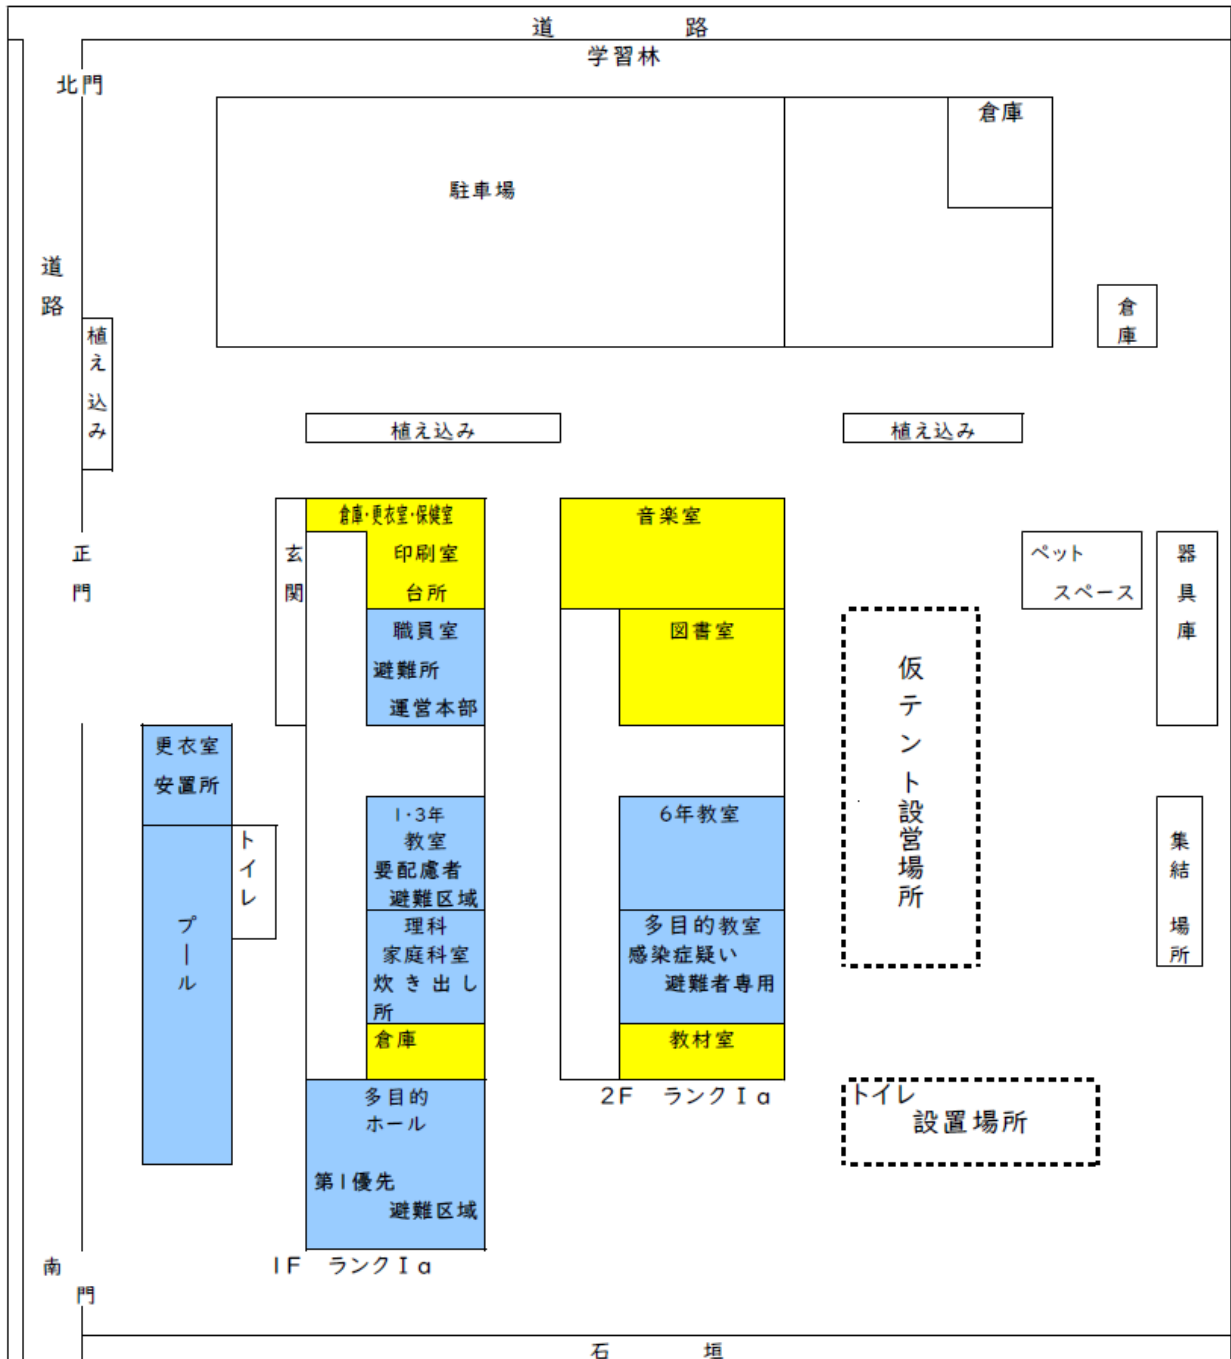 道　路
学習林
北門
倉庫
駐車場
道路
倉庫
植え込み
植え込み
植え込み
倉庫・更衣室・保健室
印刷室
台所
玄関
正門
職員室
避難所
運営本部
音楽室
図書室
ペット
スペース
器具庫
仮テント設営場所
更衣室
安置所
トイレ
プール
1・3年
教室
要配慮者
避難区域
理科
家庭科室
炊き出し
所
倉庫
多目的
ホール
第1優先
避難区域
1F　ランクⅠa
6年教室
多目的教室
感染症疑い
避難者専用
教材室
2F　ランクⅠa
集結場所
トイレ
設置場所
南門
石　垣